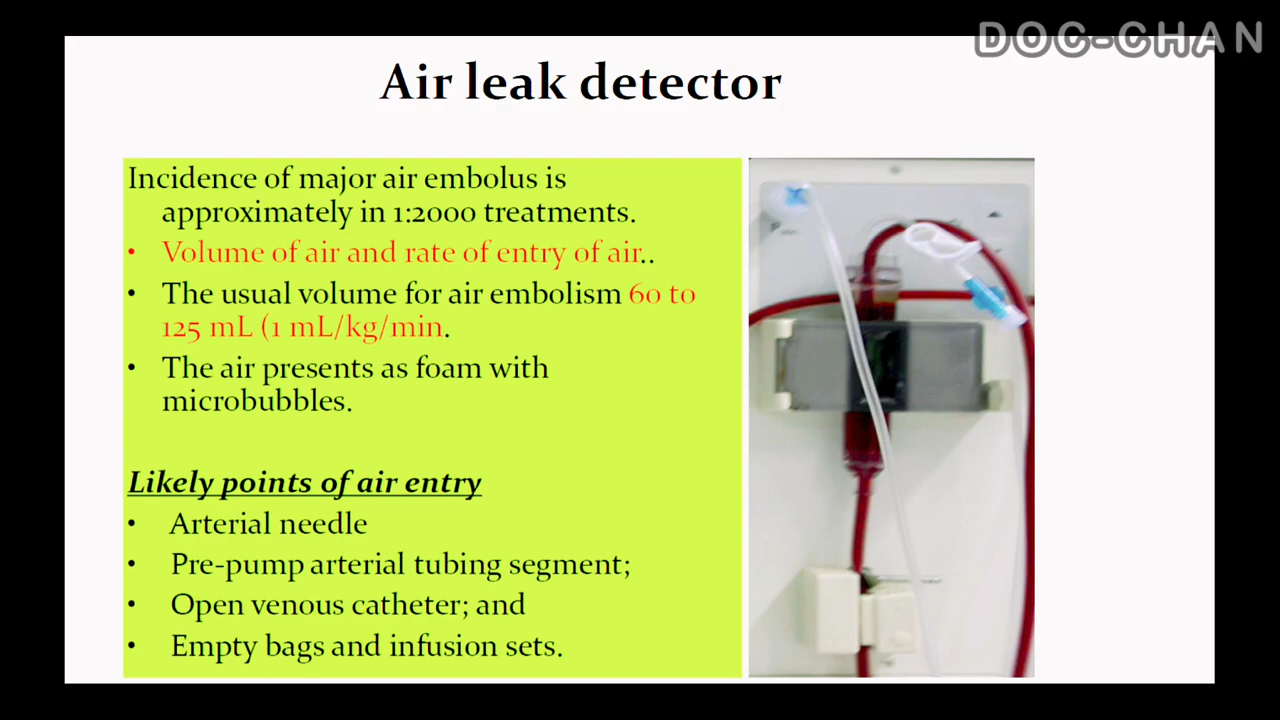 DOC-CHAN
Air leak detector
Incidence of major air embolus is
approximately in 1:2000 treatments.
• Volume of air and rate of entry of air..
• The usual volume for air embolism 60 to
125 mL (1 mL/kg/min.
• The air presents as foam with
microbubbles.
Likely points of air entry
• Arterial needle
• Pre-pump arterial tubing segment;
• Open venous catheter; and
• Empty bags and infusion sets.